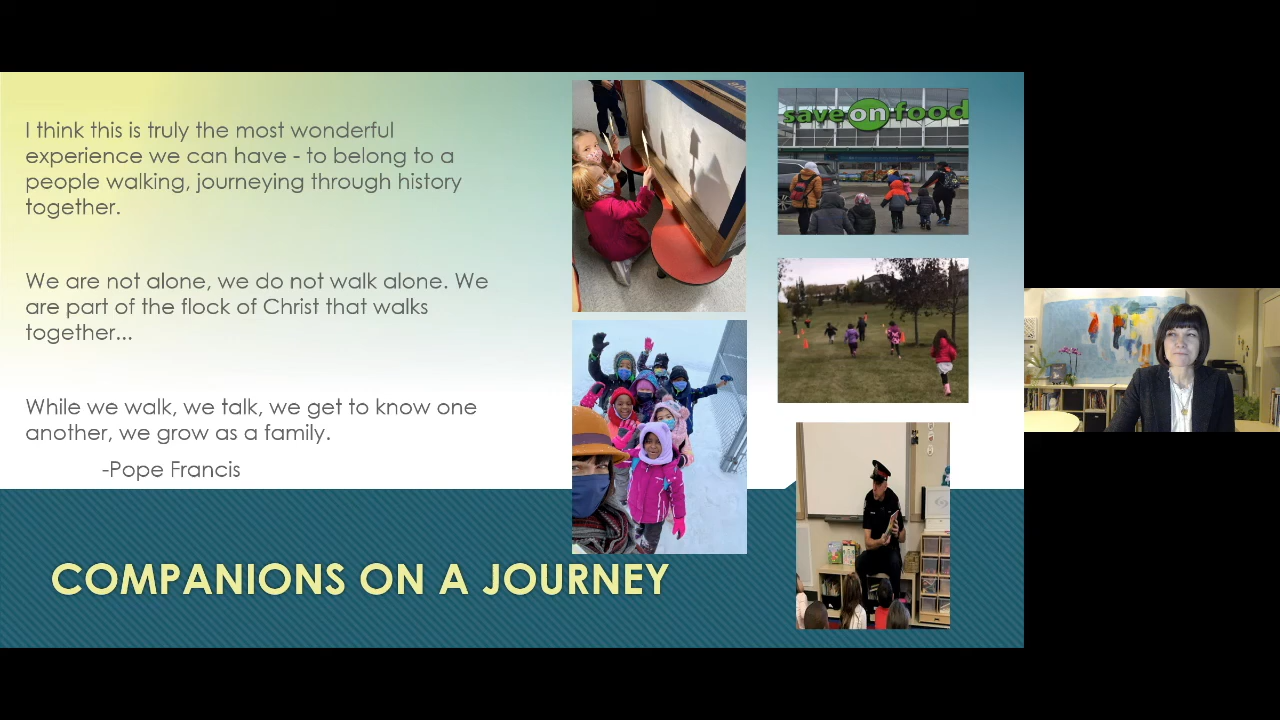 I think this is truly the most wonderful
experience we can have - to belong to a
people walking, journeying through history
together.
We are not alone, we do not walk alone. We
are part of the flock of Christ that walks
together...
While we walk, we talk, we get to know one
another, we grow as a family.
-Pope Francis
COMPANIONS ON A JOURNEY
save on food